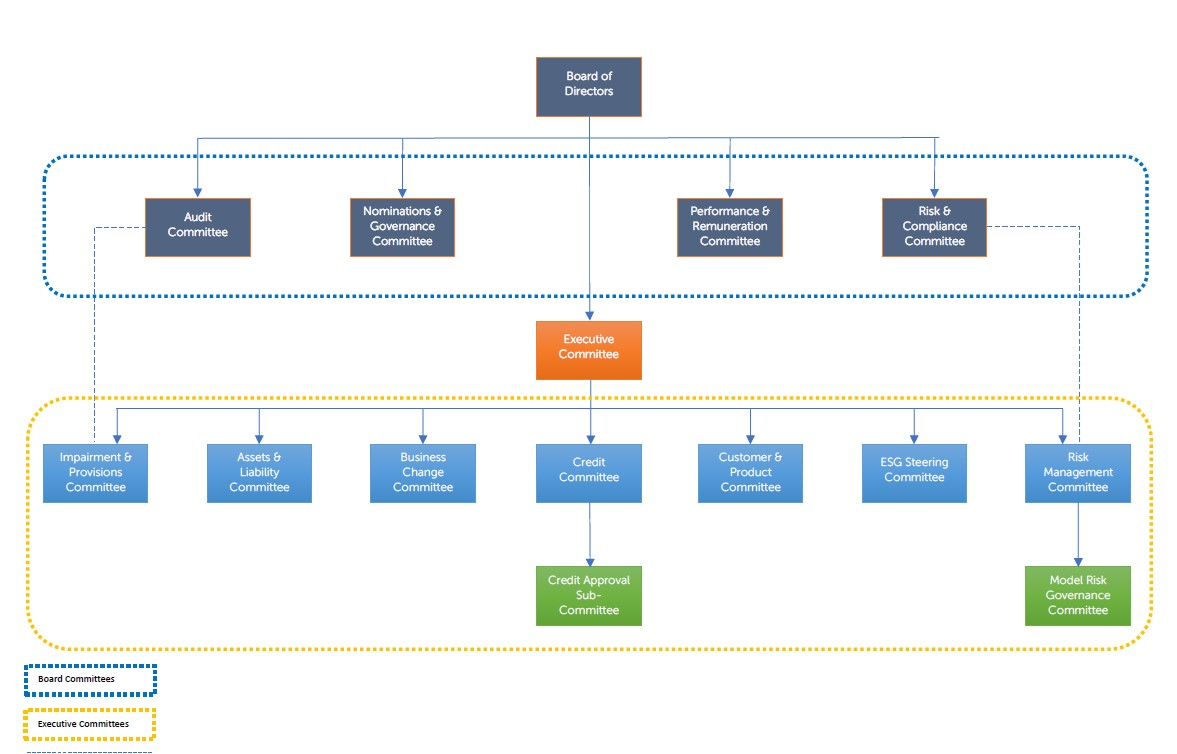 Board of
Directors
Audit
Committee
Nominations &
Governance
Committee
Performance &
Remuneration
Committee
Risk &
Compliance
Committee
Executive
Committee
Impairment &
Provisions
Committee
Assets &
Liability
Committee
Business
Change
Committee
Credit
Committee
Customer &
Product
Committee
ESG Steering
Committee
Risk
Management
Committee
Credit Approval
Sub-
Committee
Model Risk
Governance
Committee
Board Committees
Executive Committees